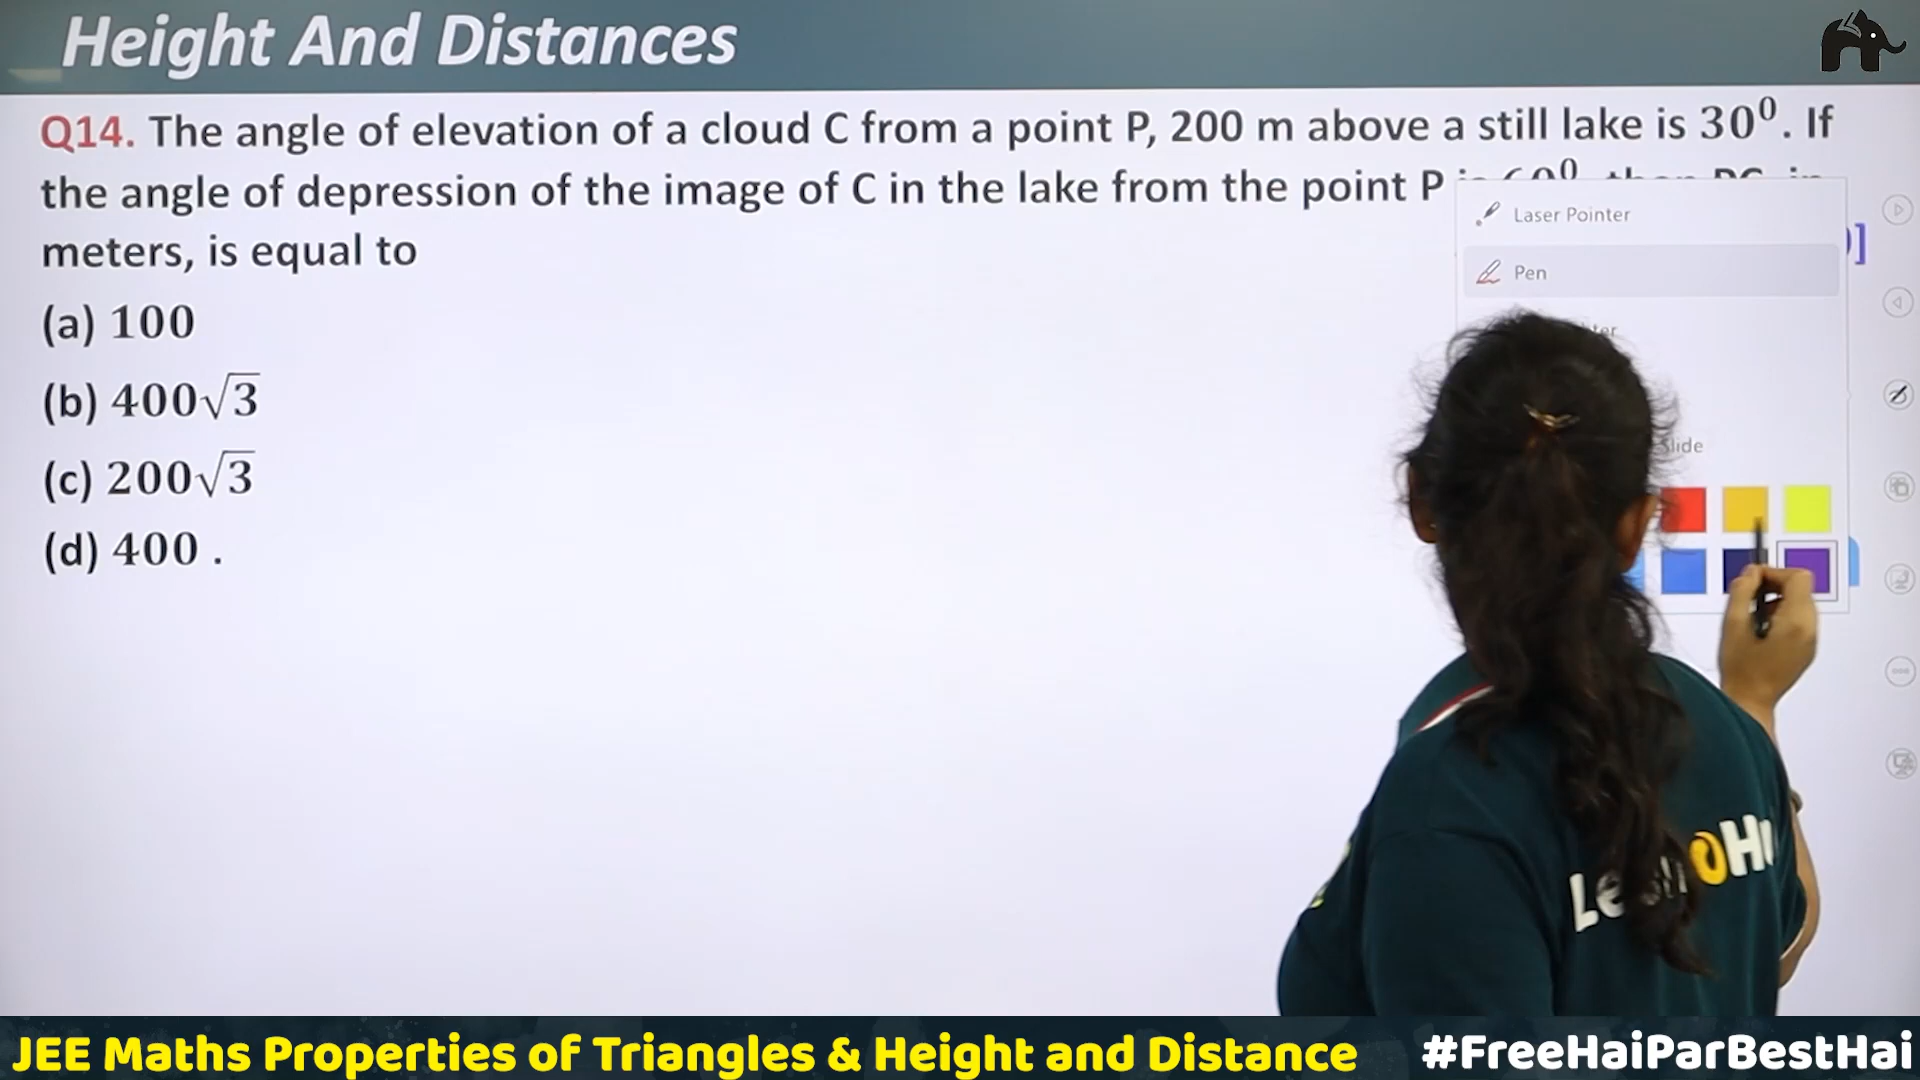 Height And Distances
Q14. The angle of elevation of a cloud C from a point P, 200 m above a still lake is 30⁰. If
the angle of depression of the image of C in the lake from the point P
meters, is equal to
(a) 100
(b) 400√3
(c) 200√3
(d) 400 .
Laser Pointer
Pen
Slide
JEE Maths Properties of Triangles & Height and Distance
#FreeHaiParBestHai